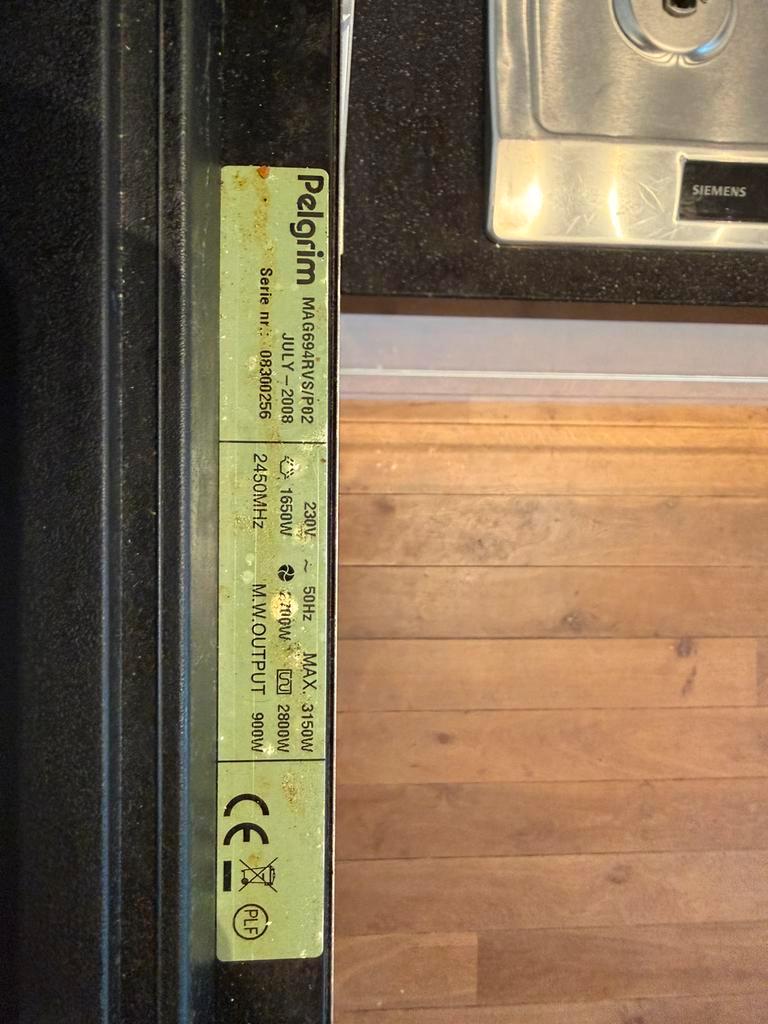 Pelgrim MAG694RVS/P02
JULY-2008
Serie nr.: 08300256
230V ~ 50Hz MAX. 3150W
1650W 2800W
2450MHz M.W.OUTPUT 900W
CE
PLF
SIEMENS